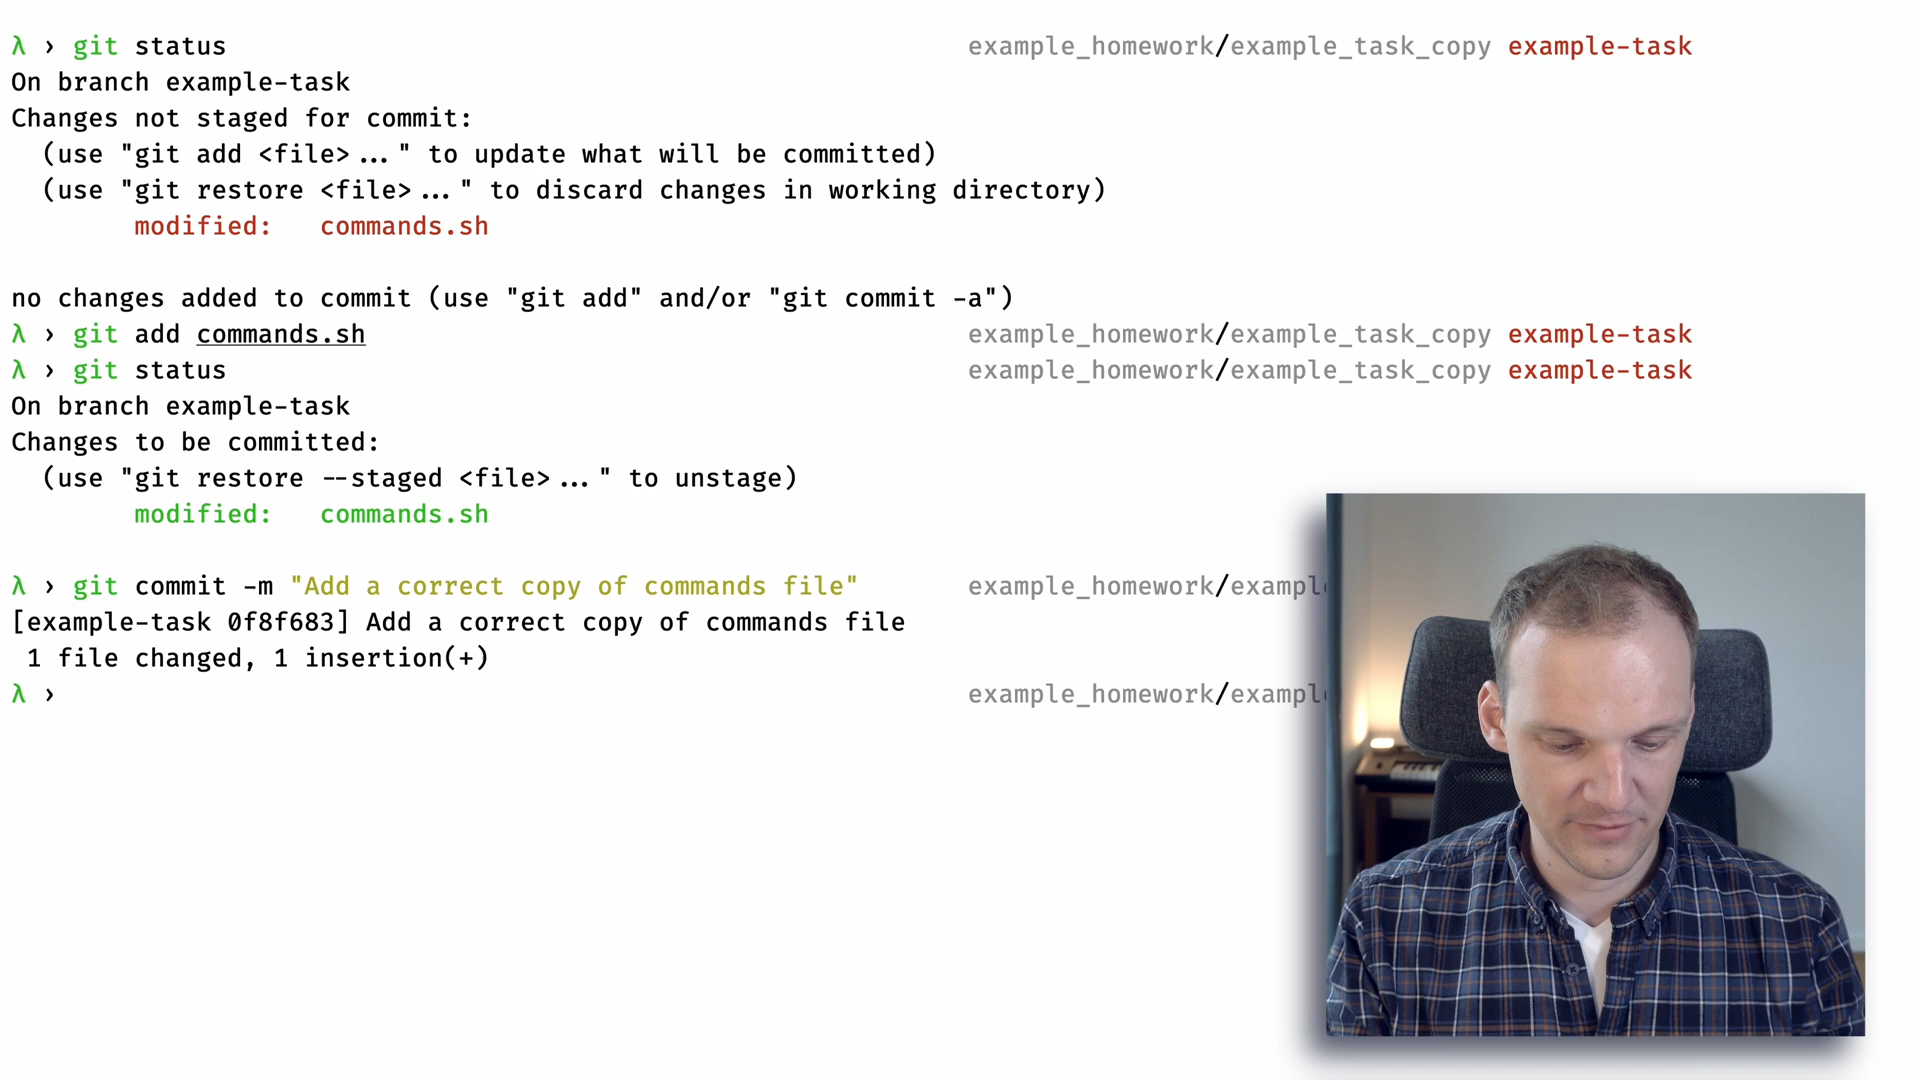 λ › git status example_homework/example_task_copy example-task
On branch example-task
Changes not staged for commit:
(use "git add <file>..." to update what will be committed)
(use "git restore <file>..." to discard changes in working directory)
modified: commands.sh
no changes added to commit (use "git add" and/or "git commit -a")
λ › git add commands.sh example_homework/example_task_copy example-task
λ › git status example_homework/example_task_copy example-task
On branch example-task
Changes to be committed:
(use "git restore --staged <file>..." to unstage)
modified: commands.sh
λ › git commit -m "Add a correct copy of commands file" example_homework/exampl
[example-task 0f8f683] Add a correct copy of commands file
1 file changed, 1 insertion(+)
λ › example_homework/exampl